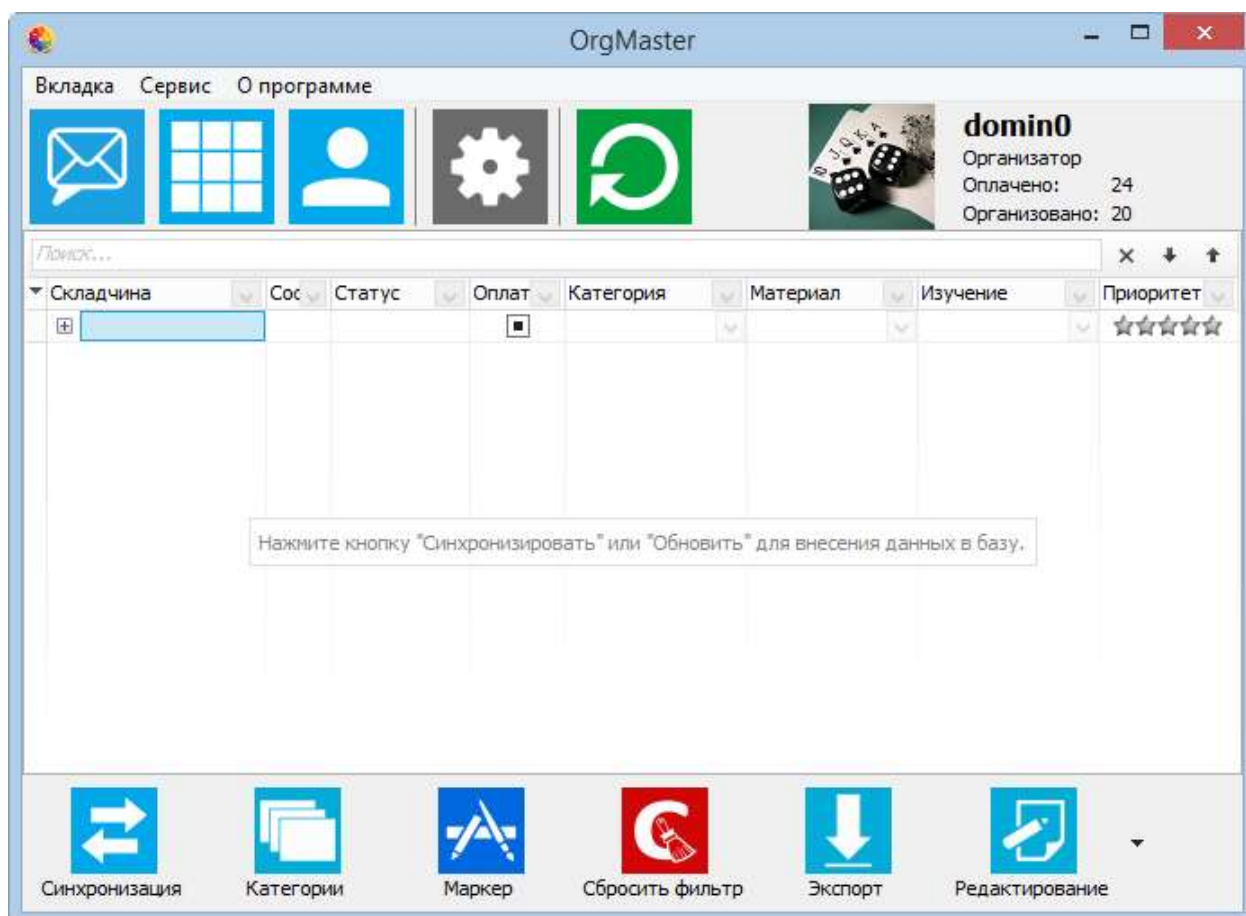 OrgMaster
Вкладка Сервис О программе
domin0
Организатор
Оплачено: 24
Организовано: 20
Поиск...
Складчина Сос Статус Оплат Категория Материал Изучение Приоритет
Нажмите кнопку "Синхронизировать" или "Обновить" для внесения данных в базу.
Синхронизация Категории Маркер Сбросить фильтр Экспорт Редактирование